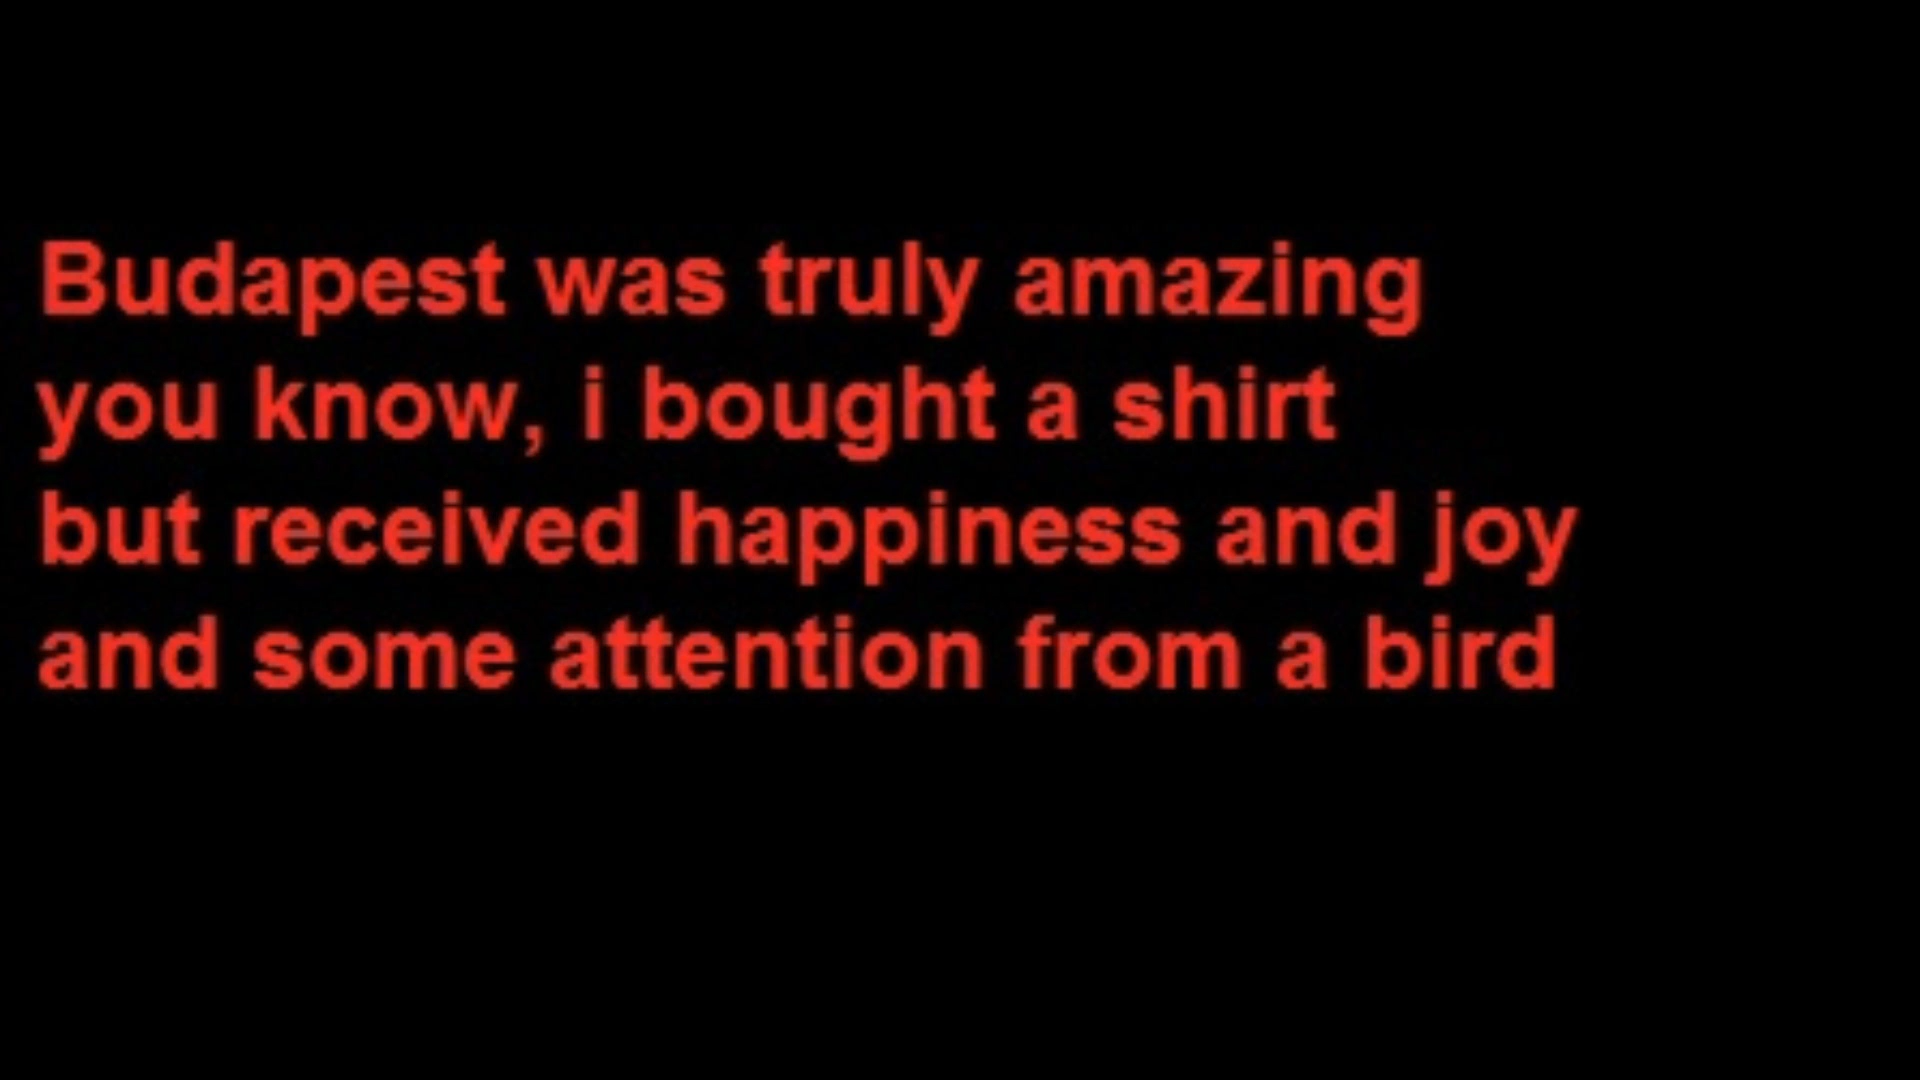 Budapest was truly amazing
you know, i bought a shirt
but received happiness and joy
and some attention from a bird